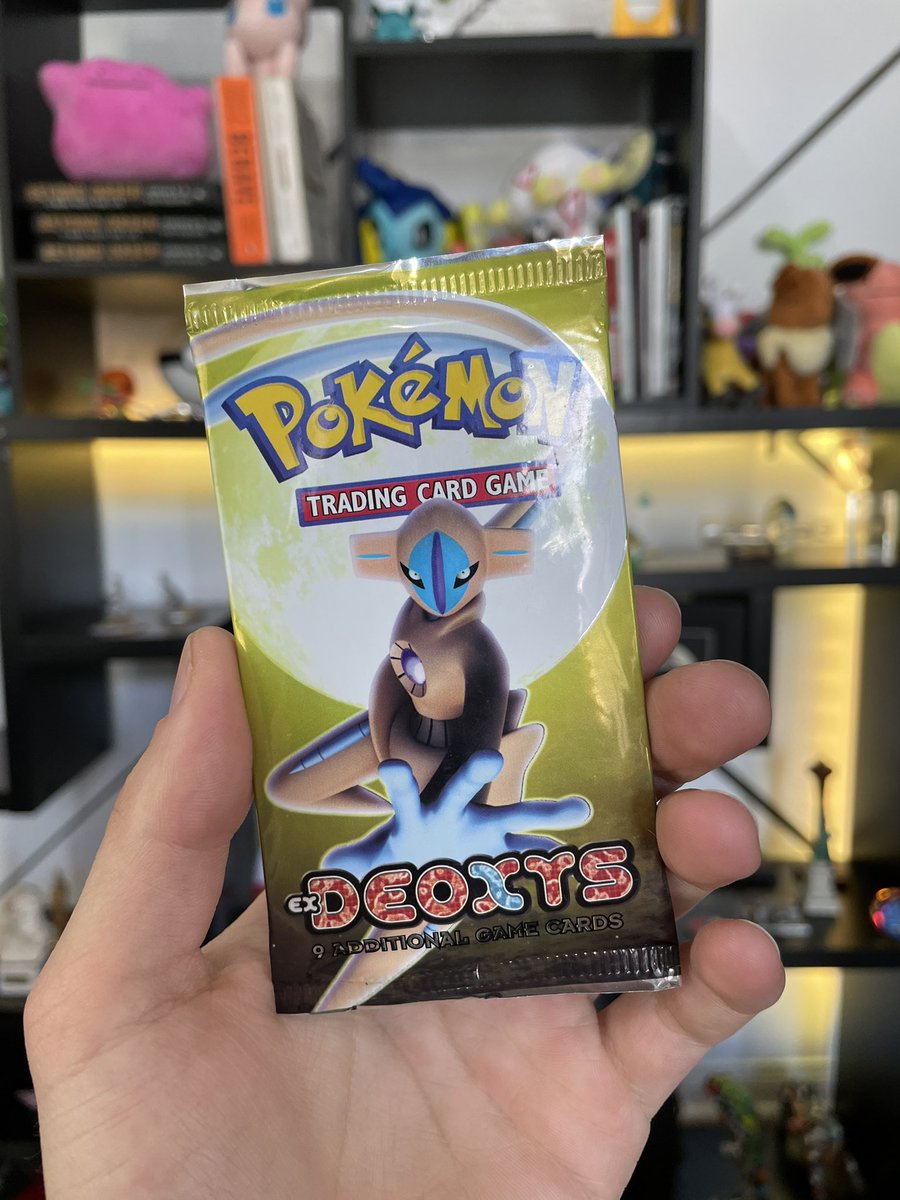 POKéMON
TRADING CARD GAME
EX DEOXYS
9 ADDITIONAL GAME CARDS